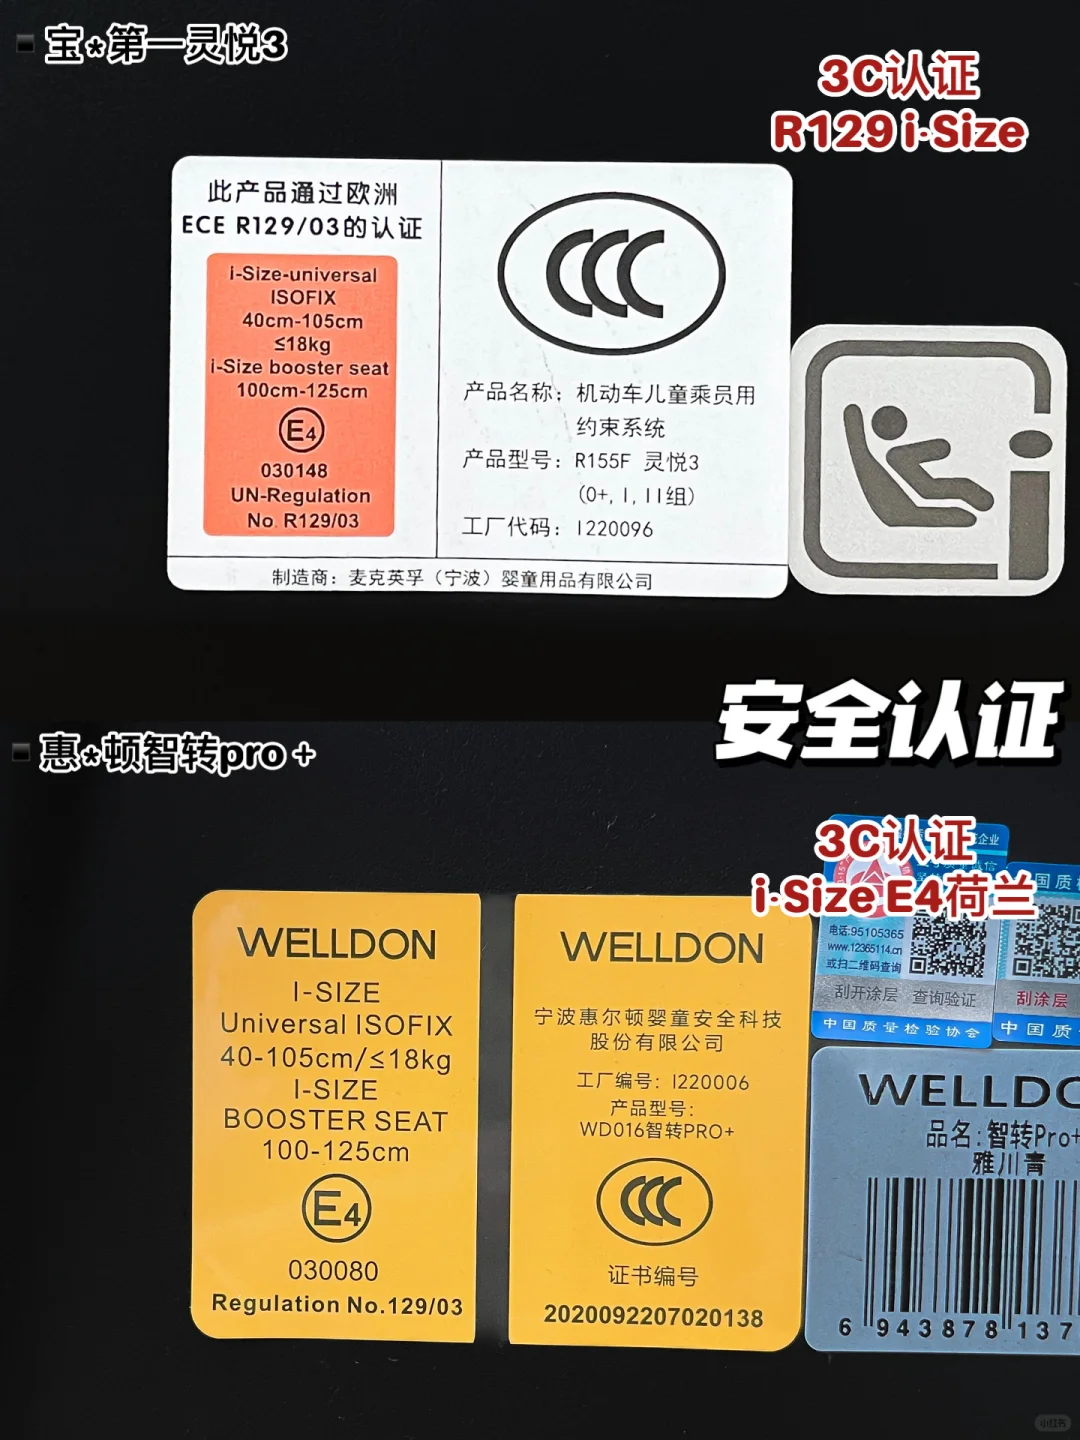 宝*第一灵悦3
3C认证
R129 i-Size
此产品通过欧洲
ECE R129/03的认证
i-Size-universal
ISOFIX
40cm-105cm
≤18kg
i-Size booster seat
100cm-125cm
E4
030148
UN-Regulation
No. R129/03
CCC
产品名称：机动车儿童乘员用
约束系统
产品型号：R155F 灵悦3
(0+, I, II组)
工厂代码：I220096
制造商：麦克英孚（宁波）婴童用品有限公司
i
安全认证
惠*顿智转pro+
3C认证
i-Size E4荷兰
WELLDON
I-SIZE
Universal ISOFIX
40-105cm/≤18kg
I-SIZE
BOOSTER SEAT
100-125cm
E4
030080
Regulation No.129/03
WELLDON
宁波惠尔顿婴童安全科技
股份有限公司
工厂编号：I220006
产品型号：
WD016智转PRO+
CCC
证书编号
2020092207020138
企业
电话:95105365
www.12365114.cn
或扫二维码查询
刮开涂层 查询验证
中国质量检验协会
国质
刮涂层
中国质
WELLDO
品名:智转Pro+
雅川青
6 943878 137
小红书